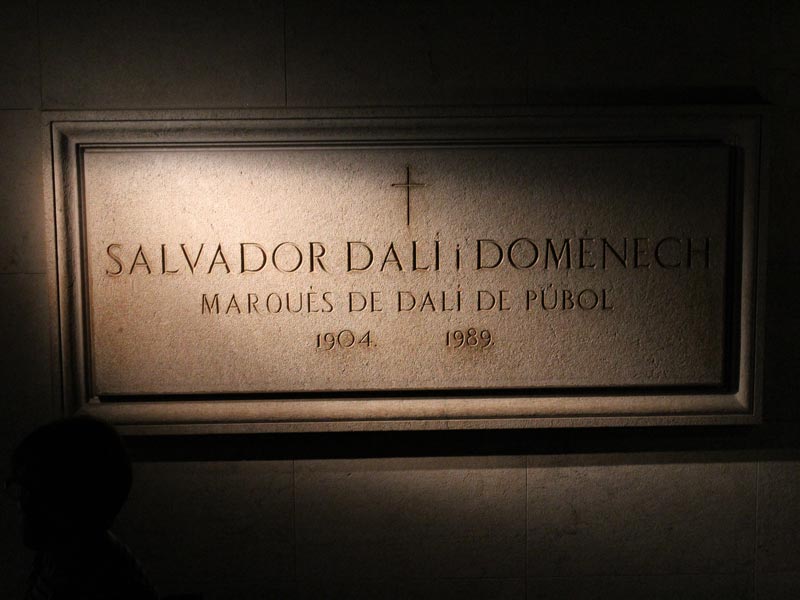 SALVADOR DALÍ i DOMÈNECH
MARQUÈS DE DALÍ DE PÚBOL
1904. 1989.